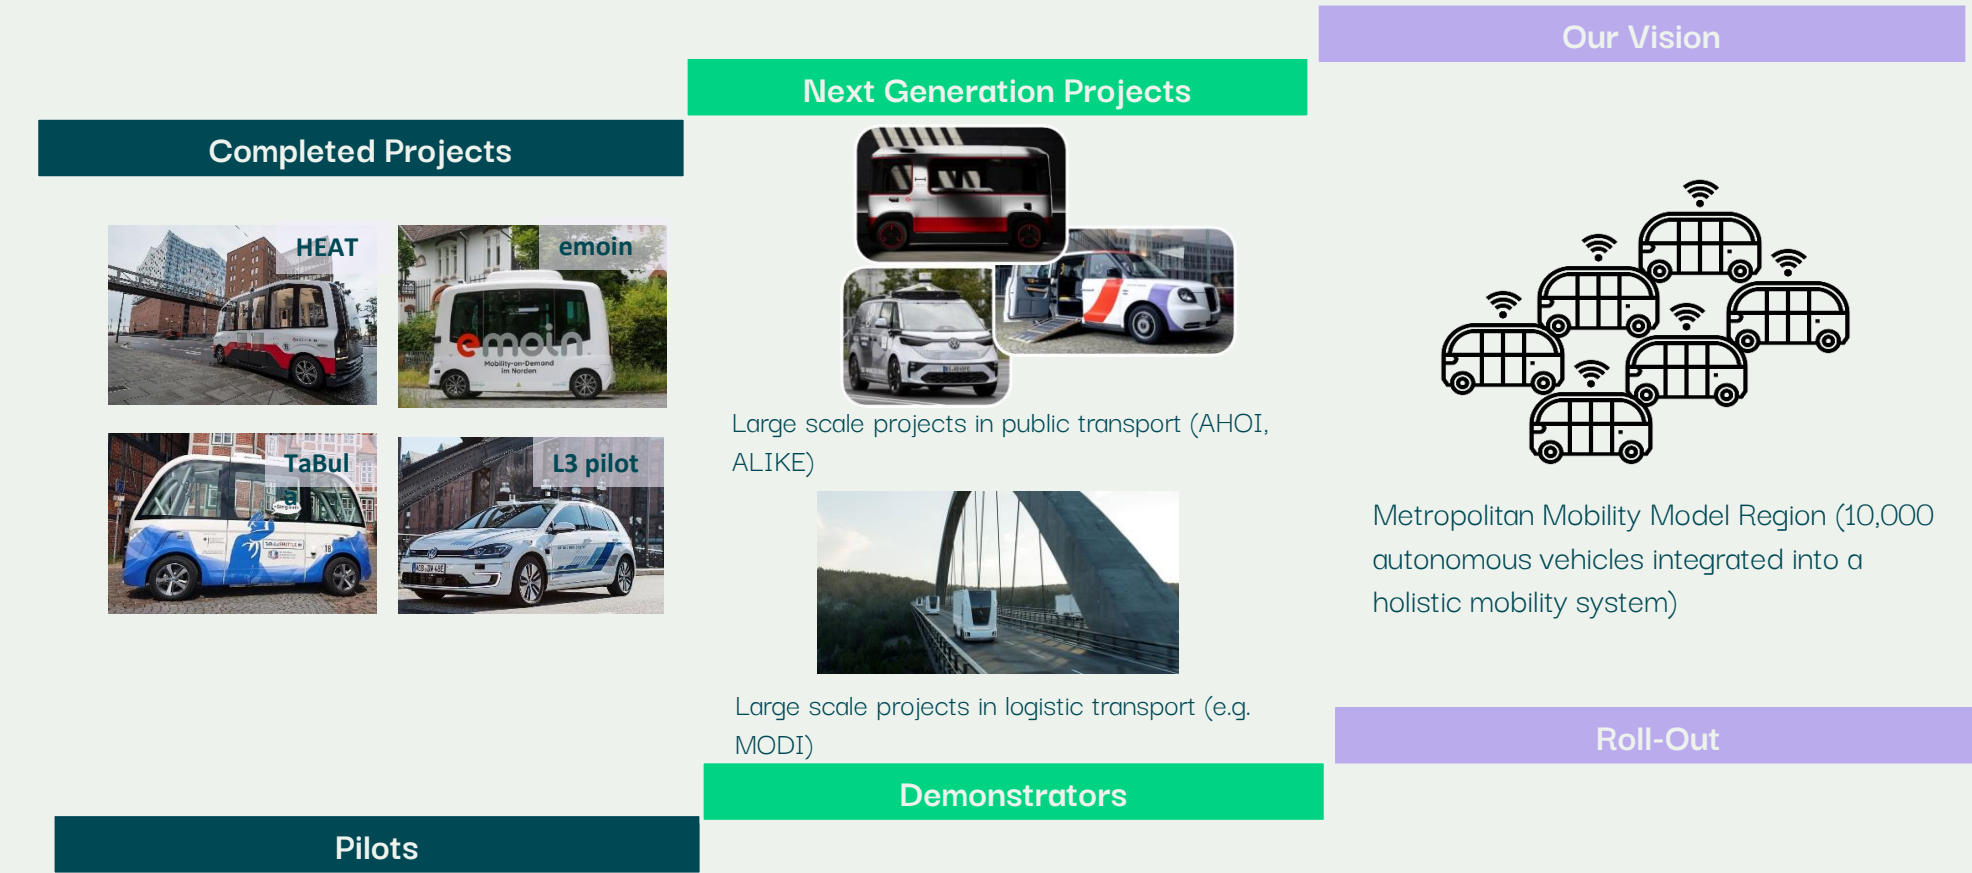 Our Vision
Next Generation Projects
Completed Projects
HEAT
emoin
emoin
Mobility-on-Demand
im Norden
TaBul
a
18
L3 pilot
Large scale projects in public transport (AHOI,
ALIKE)
Large scale projects in logistic transport (e.g.
MODI)
Metropolitan Mobility Model Region (10,000
autonomous vehicles integrated into a
holistic mobility system)
Roll-Out
Demonstrators
Pilots